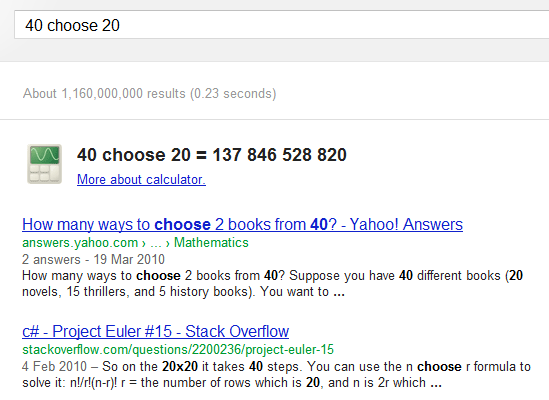 40 choose 20
About 1,160,000,000 results (0.23 seconds)
40 choose 20 = 137 846 528 820
More about calculator.
How many ways to choose 2 books from 40? - Yahoo! Answers
answers.yahoo.com › ... › Mathematics
2 answers - 19 Mar 2010
How many ways to choose 2 books from 40? Suppose you have 40 different books (20
novels, 15 thrillers, and 5 history books). You want to ...
c# - Project Euler #15 - Stack Overflow
stackoverflow.com/questions/2200236/project-euler-15
4 Feb 2010 – So on the 20x20 it takes 40 steps. You can use the n choose r formula to
solve it: n!/r!(n-r)! r = the number of rows which is 20, and n is 2r which ...